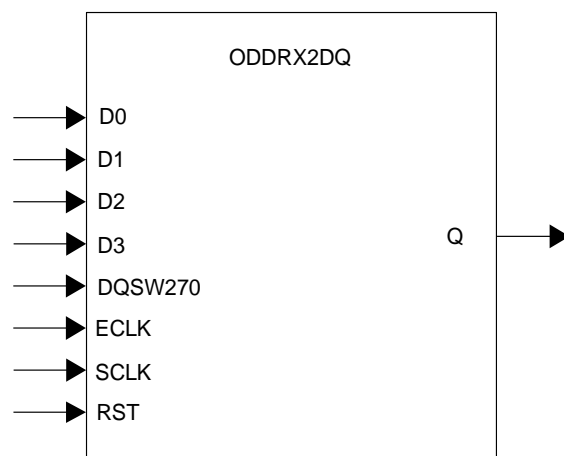 ODDRX2DQ
D0
D1
D2
D3
Q
DQSW270
ECLK
SCLK
RST